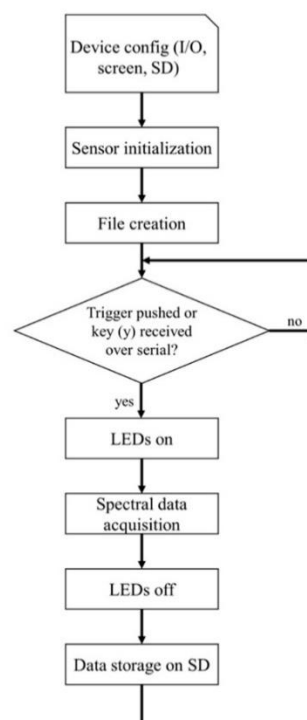 Device config (I/O,
screen, SD)
Sensor initialization
File creation
Trigger pushed or
key (y) received
over serial?
no
yes
LEDs on
Spectral data
acquisition
LEDs off
Data storage on SD